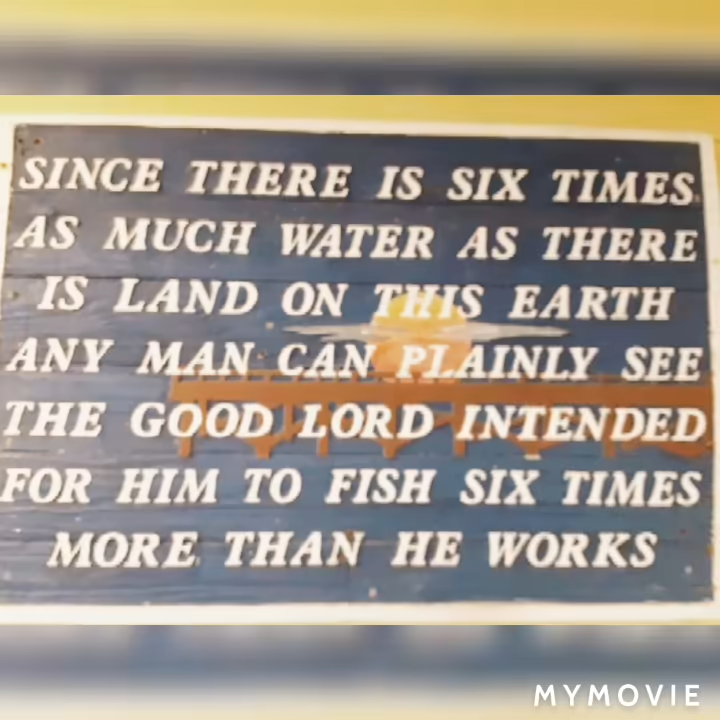 SINCE THERE IS SIX TIMES
AS MUCH WATER AS THERE
IS LAND ON THIS EARTH
ANY MAN CAN PLAINLY SEE
THE GOOD LORD INTENDED
FOR HIM TO FISH SIX TIMES
MORE THAN HE WORKS
MYMOVIE